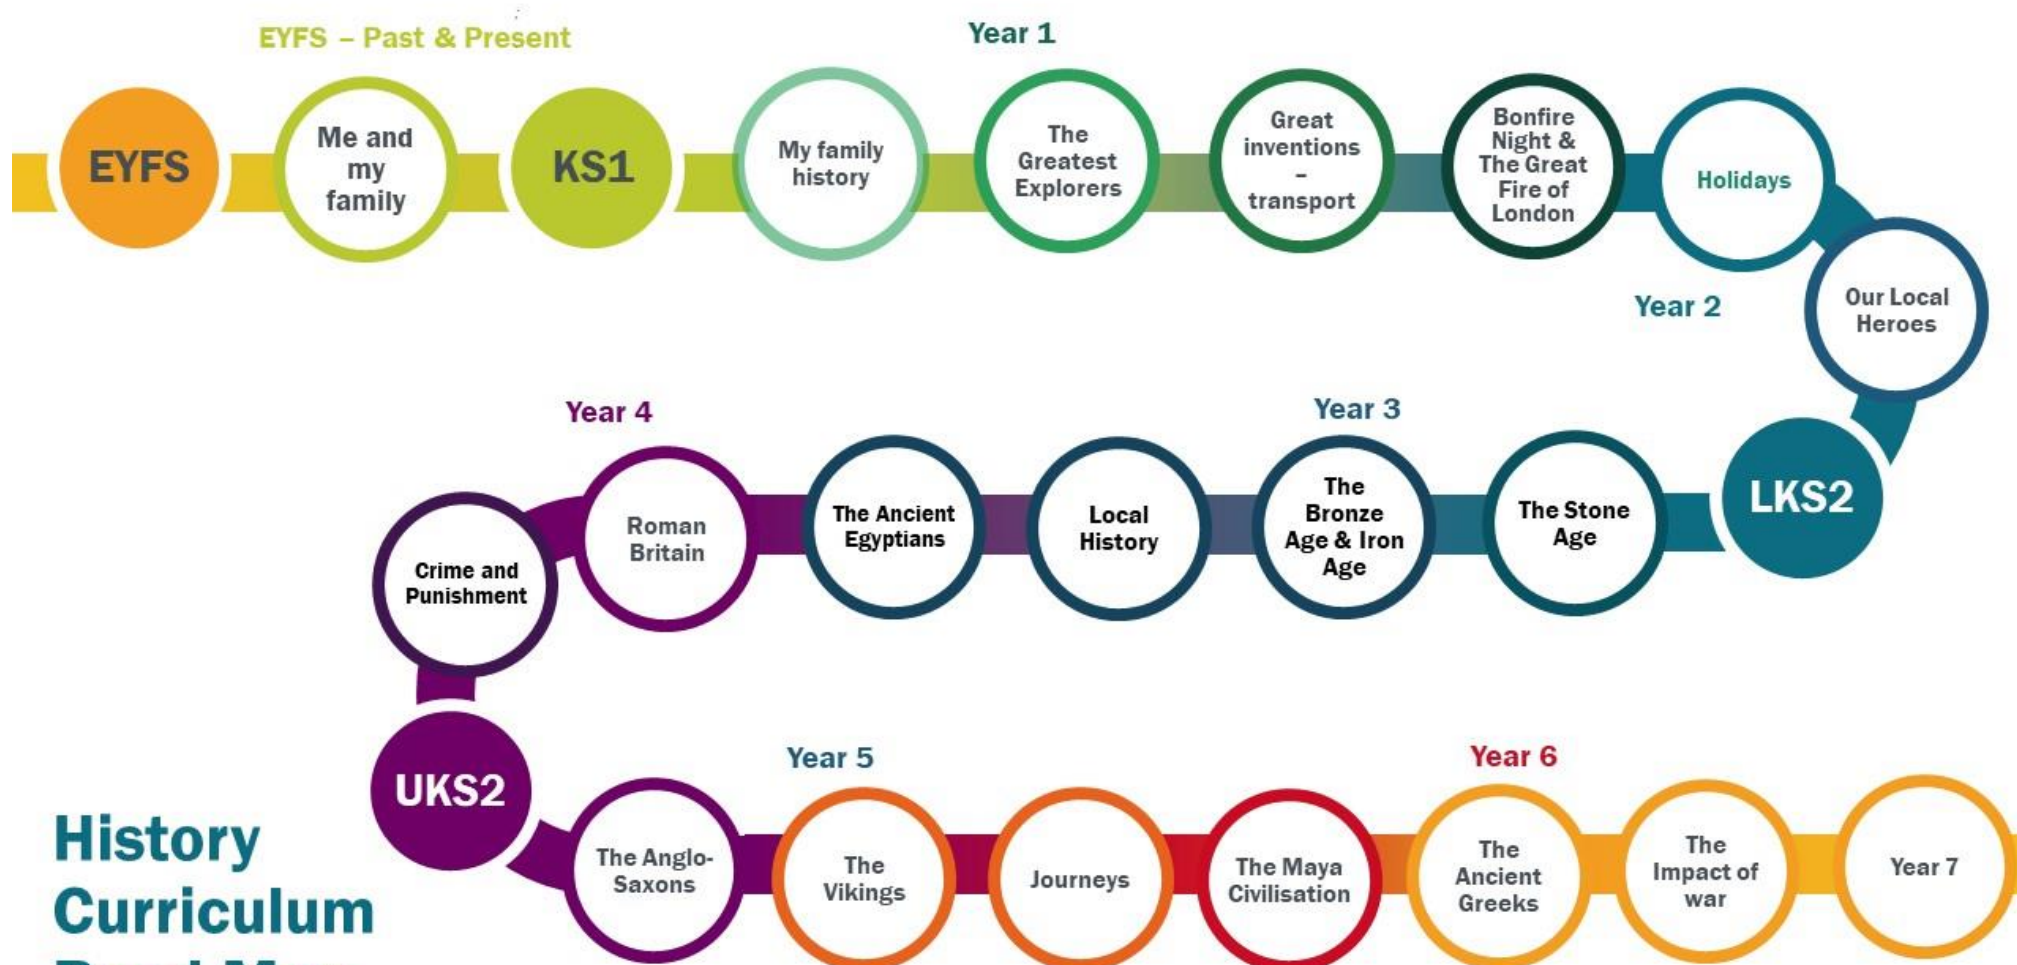 EYFS – Past & Present
Year 1
EYFS
Me and
my
family
KS1
My family
history
The
Greatest
Explorers
Great
inventions
–
transport
Bonfire
Night &
The Great
Fire of
London
Holidays
Year 2
Our Local
Heroes
Year 4
Year 3
LKS2
The Stone
Age
The
Bronze
Age & Iron
Age
Local
History
The Ancient
Egyptians
Roman
Britain
Crime and
Punishment
UKS2
Year 5
Year 6
The Anglo-
Saxons
The
Vikings
Journeys
The Maya
Civilisation
The
Ancient
Greeks
The
Impact of
war
Year 7
History
Curriculum